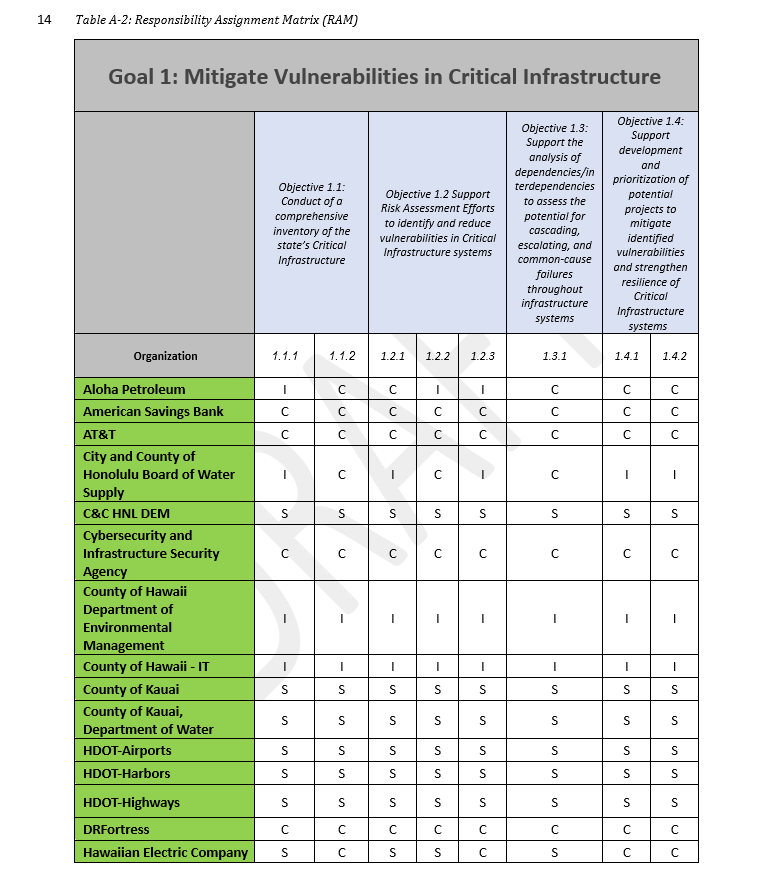 14 Table A-2: Responsibility Assignment Matrix (RAM)
Goal 1: Mitigate Vulnerabilities in Critical Infrastructure
Objective 1.1:
Conduct of a
comprehensive
inventory of the
state's Critical
Infrastructure
Objective 1.2 Support
Risk Assessment Efforts
to identify and reduce
vulnerabilities in Critical
Infrastructure systems
Objective 1.3:
Support the
analysis of
dependencies/in
terdependencies
to assess the
potential for
cascading,
escalating, and
common-cause
failures
throughout
infrastructure
systems
Objective 1.4:
Support
development
and
prioritization of
potential
projects to
mitigate
identified
vulnerabilities
and strengthen
resilience of
Critical
Infrastructure
systems
Organization 1.1.1 1.1.2 1.2.1 1.2.2 1.2.3 1.3.1 1.4.1 1.4.2
Aloha Petroleum I C C I I C C C
American Savings Bank C C C C C C C C
AT&T C C C C C C C C
City and County of
Honolulu Board of Water
Supply
I C I C I C I I
C&C HNL DEM S S S S S S S S
Cybersecurity and
Infrastructure Security
Agency
C C C C C C C C
County of Hawaii
Department of
Environmental
Management
I I I I I I I I
County of Hawaii - IT I I I I I I I I
County of Kauai S S S S S S S S
County of Kauai,
Department of Water
S S S S S S S S
HDOT-Airports S S S S S S S S
HDOT-Harbors S S S S S S S S
HDOT-Highways S S S S S S S S
DRFortress C C C C C C C C
Hawaiian Electric Company S C S S C S C C
DRAFT